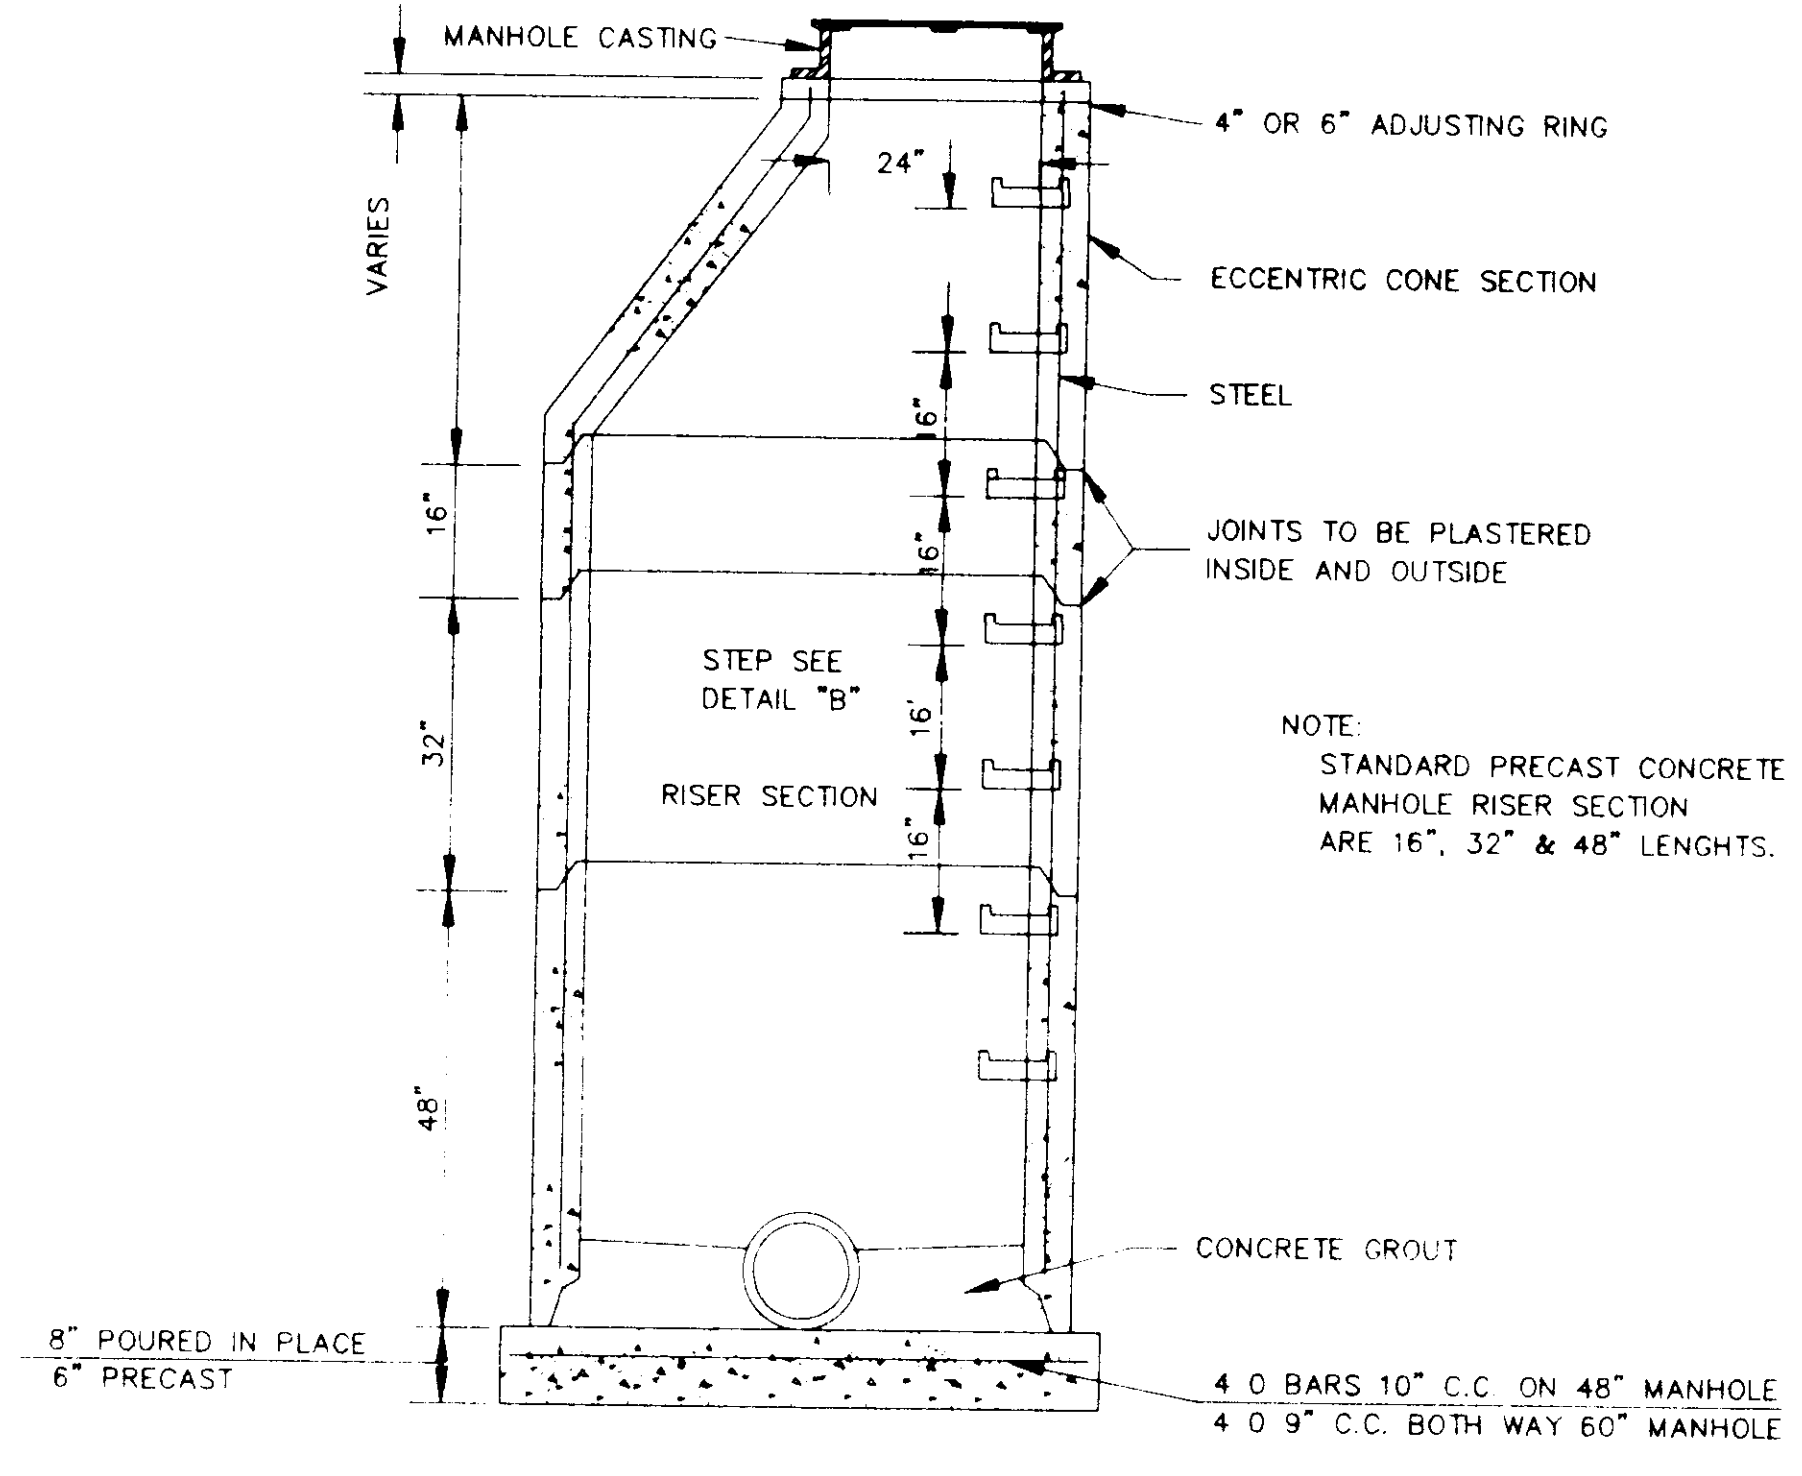 MANHOLE CASTING
4" OR 6" ADJUSTING RING
24"
VARIES
ECCENTRIC CONE SECTION
STEEL
16"
16"
JOINTS TO BE PLASTERED
INSIDE AND OUTSIDE
16"
STEP SEE
DETAIL "B"
32"
16'
NOTE:
STANDARD PRECAST CONCRETE
MANHOLE RISER SECTION
ARE 16", 32" & 48" LENGHTS.
RISER SECTION
16"
48"
CONCRETE GROUT
8" POURED IN PLACE
6" PRECAST
4 0 BARS 10" C.C. ON 48" MANHOLE
4 0 9" C.C. BOTH WAY 60" MANHOLE